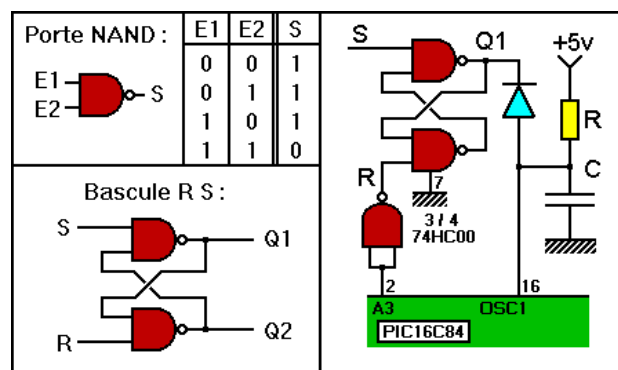 Porte NAND :
E1 E2 S
0 0 1
0 1 1
1 0 1
1 1 0
E1
E2
S
Bascule R S :
S
Q1
R
Q2
S
Q1
+5v
R
C
R
7
3 / 4
74HC00
2
16
A3
OSC1
PIC16C84